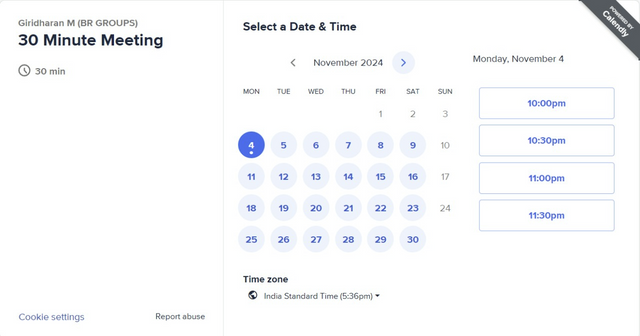 Giridharan M (BR GROUPS)
30 Minute Meeting
30 min
Cookie settings
Report abuse
Select a Date & Time
November 2024
MON TUE WED THU FRI SAT SUN
1 2 3
4 5 6 7 8 9 10
11 12 13 14 15 16 17
18 19 20 21 22 23 24
25 26 27 28 29 30
Time zone
India Standard Time (5:36pm)
Monday, November 4
10:00pm
10:30pm
11:00pm
11:30pm
POWERED BY
Calendly